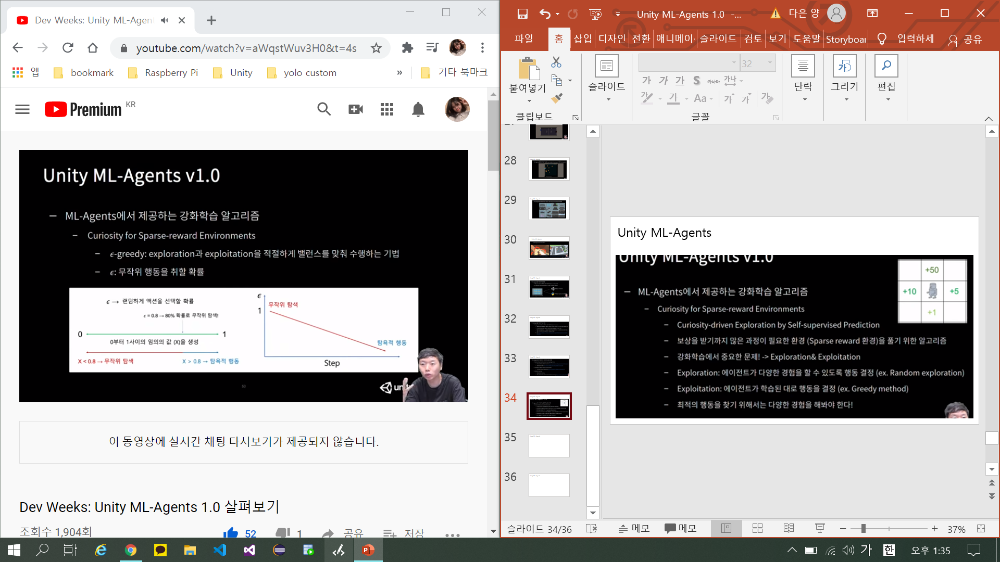 Dev Weeks: Unity ML-Agent
youtube.com/watch?v=aWqstWuv3H0&t=4s
앱
bookmark
Raspberry Pi
Unity
yolo custom
»
기타 북마크
Premium KR
Unity ML-Agents v1.0
– ML-Agents에서 제공하는 강화학습 알고리즘
– Curiosity for Sparse-reward Environments
– ϵ-greedy: exploration과 exploitation을 적절하게 밸런스를 맞춰 수행하는 기법
– ϵ: 무작위 행동을 취할 확률
ϵ → 랜덤하게 액션을 선택할 확률
ϵ = 0.8 → 80% 확률로 무작위 탐색!
0 1
0부터 1사이의 임의의 값 (X)을 생성
X < 0.8 → 무작위 탐색
X > 0.8 → 탐욕적 행동
ϵ
1
무작위 탐색
탐욕적 행동
Step
53
이 동영상에 실시간 채팅 다시보기가 제공되지 않습니다.
Dev Weeks: Unity ML-Agents 1.0 살펴보기
조회수 1,904회
52
1
공유
저장
Unity ML-Agents 1.0 -...
다은 양
파일
홈
삽입
디자인
전환
애니메이
슬라이드
검토
보기
도움말
Storyboar
입력하세
공유
붙여넣기
클립보드
슬라이드
32
가 가 가 S 가나다 간나
가 가 Aa 가 가 가
글꼴
단락
그리기
편집
28
29
30
31
32
33
34
35
36
Unity ML-Agents
Unity ML-Agents v1.0
– ML-Agents에서 제공하는 강화학습 알고리즘
– Curiosity for Sparse-reward Environments
– Curiosity-driven Exploration by Self-supervised Prediction
– 보상을 받기까지 많은 과정이 필요한 환경 (Sparse reward 환경)을 풀기 위한 알고리즘
– 강화학습에서 중요한 문제! -> Exploration& Exploitation
– Exploration: 에이전트가 다양한 경험을 할 수 있도록 행동 결정 (ex. Random exploration)
– Exploitation: 에이전트가 학습된 대로 행동을 결정 (ex. Greedy method)
– 최적의 행동을 찾기 위해서는 다양한 경험을 해봐야 한다!
+50
+10 +5
+1
슬라이드 34/36
메모
메모
37%
가
한
오후 1:35